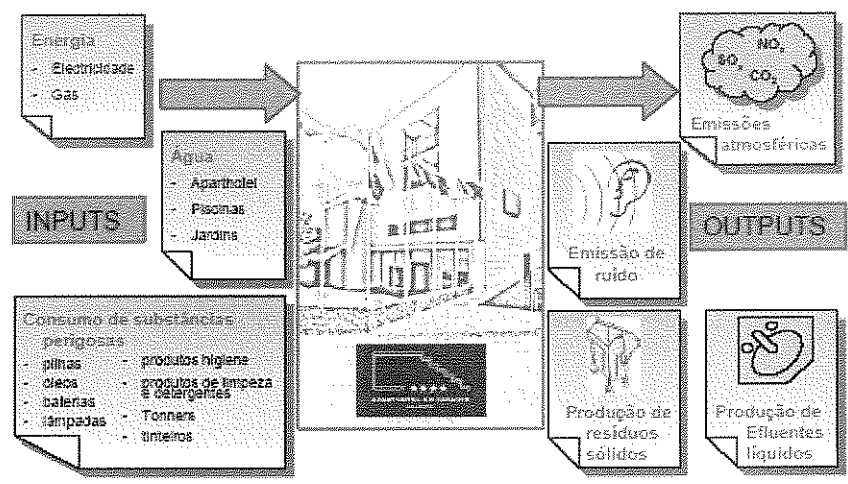 Energia
- Electricidade
- Gas
Água
- Aparthotel
- Piscinas
- Jardins
INPUTS
Consumo de substâncias
perigosas
- pilhas
- óleos
- baterias
- lâmpadas
- produtos higiene
- produtos de limpeza
e detergentes
- Tonners
- tinteiros
NO
SO2
CO2
Emissões
atmosféricas
Emissão de
ruído
OUTPUTS
Produção de
resíduos
sólidos
Produção de
Efluentes
líquidos